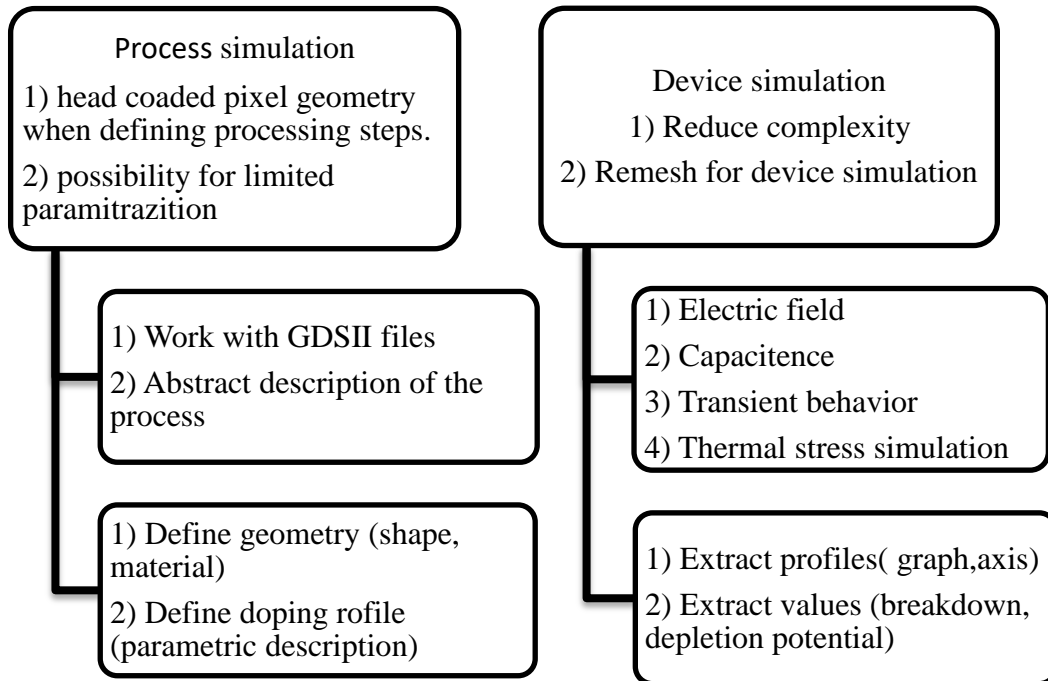 Process simulation
1) head coaded pixel geometry
when defining processing steps.
2) possibility for limited
paramitrazition
1) Work with GDSII files
2) Abstract description of the
process
1) Define geometry (shape,
material)
2) Define doping rofile
(parametric description)
Device simulation
1) Reduce complexity
2) Remesh for device simulation
1) Electric field
2) Capacitence
3) Transient behavior
4) Thermal stress simulation
1) Extract profiles( graph,axis)
2) Extract values (breakdown,
depletion potential)